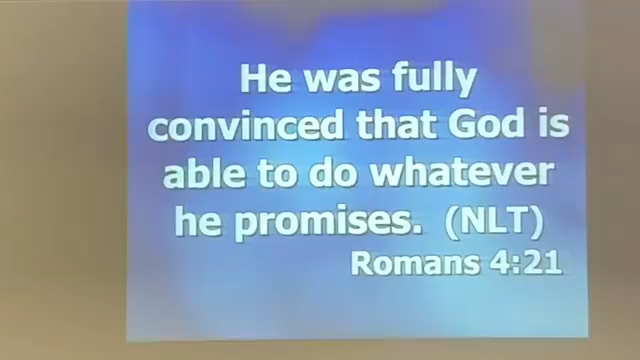 He was fully
convinced that God is
able to do whatever
he promises. (NLT)
Romans 4:21